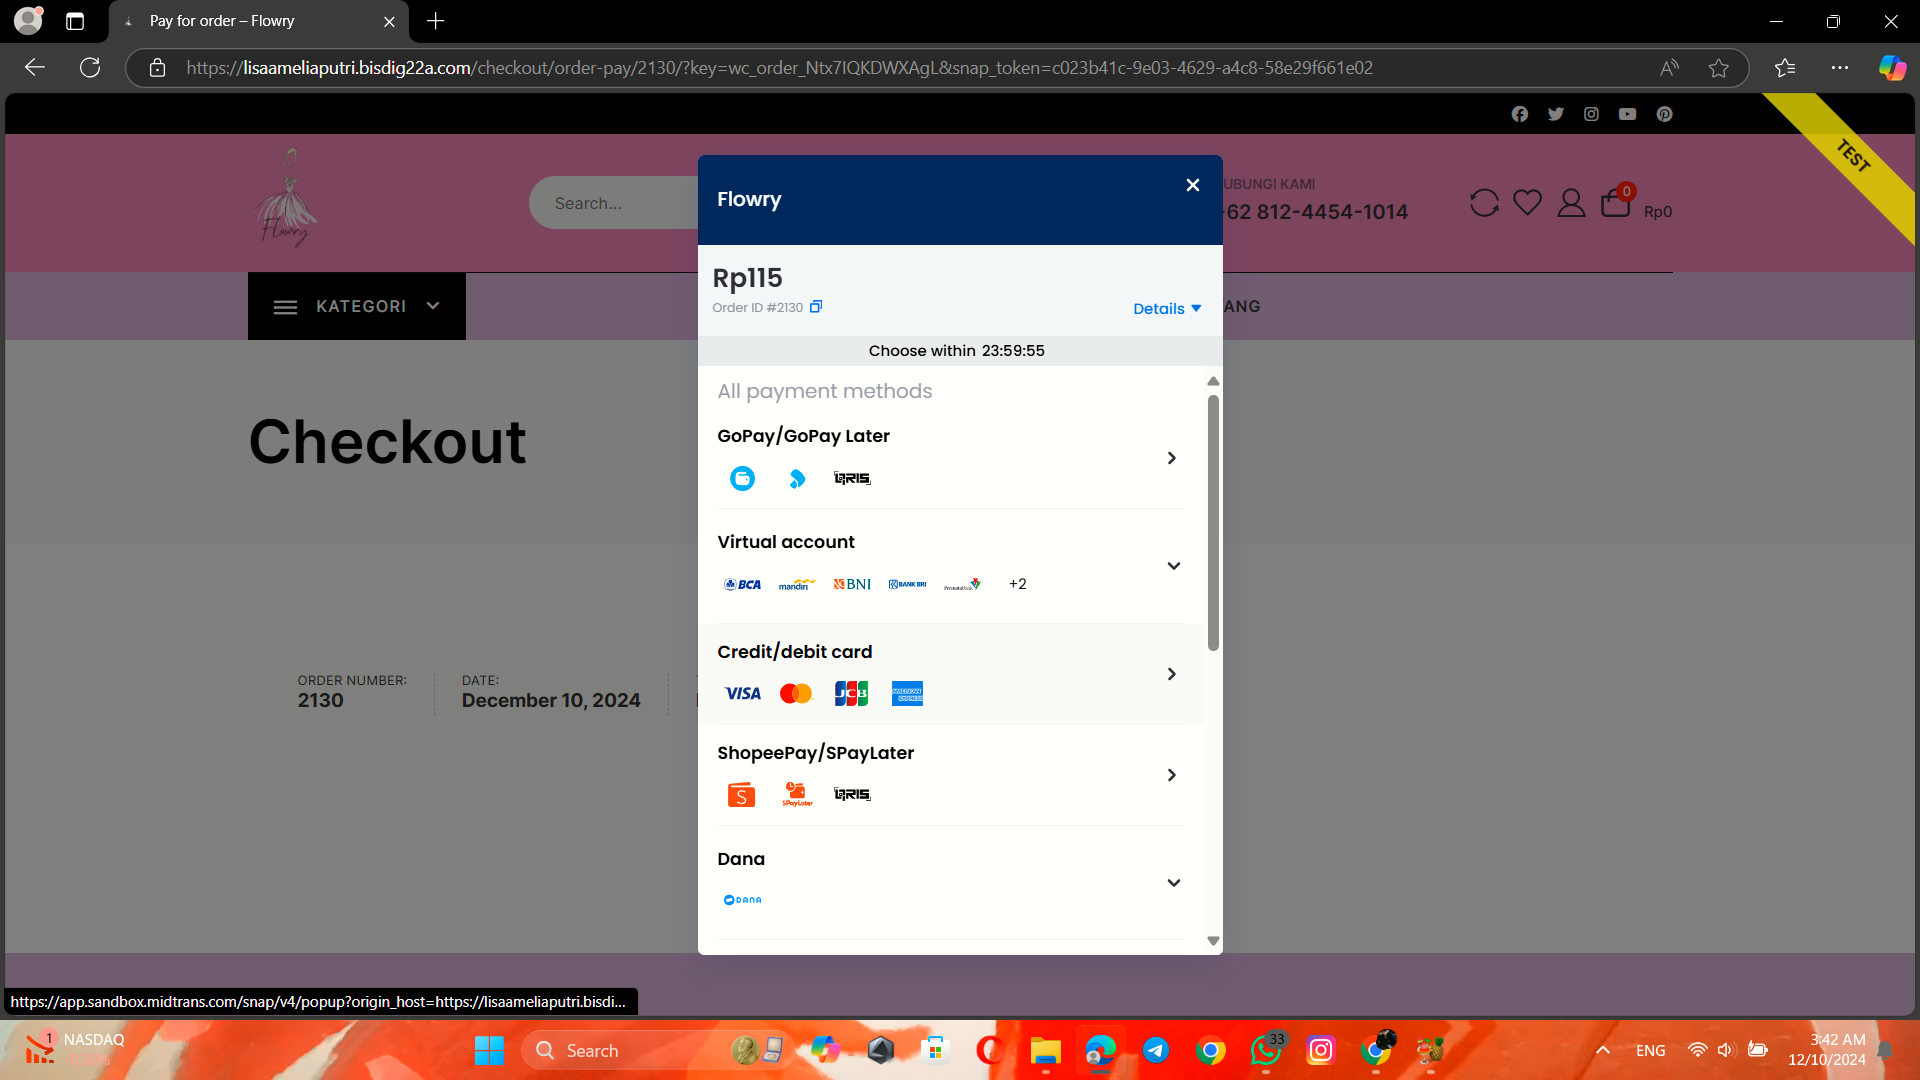 Pay for order – Flowry
https://lisaameliaputri.bisdig22a.com/checkout/order-pay/2130/?key=wc_order_Ntx7IQKDWXAgL&snap_token=c023b41c-9e03-4629-a4c8-58e29f661e02
TEST
Flowry
Search...
UBUNGI KAMI
62 812-4454-1014
0
Rp0
KATEGORI
ANG
Checkout
ORDER NUMBER:
2130
DATE:
December 10, 2024
Flowry
Rp115
Order ID #2130
Details
Choose within 23:59:55
All payment methods
GoPay/GoPay Later
QRIS
Virtual account
BCA mandiri BNI BANK BRI PermataBank +2
Credit/debit card
VISA JCB AMERICAN EXPRESS
ShopeePay/SPayLater
S SPayLater QRIS
Dana
DANA
https://app.sandbox.midtrans.com/snap/v4/popup?origin_host=https://lisaameliaputri.bisdi...
1
NASDAQ
Search
33
ENG
3:42 AM
12/10/2024